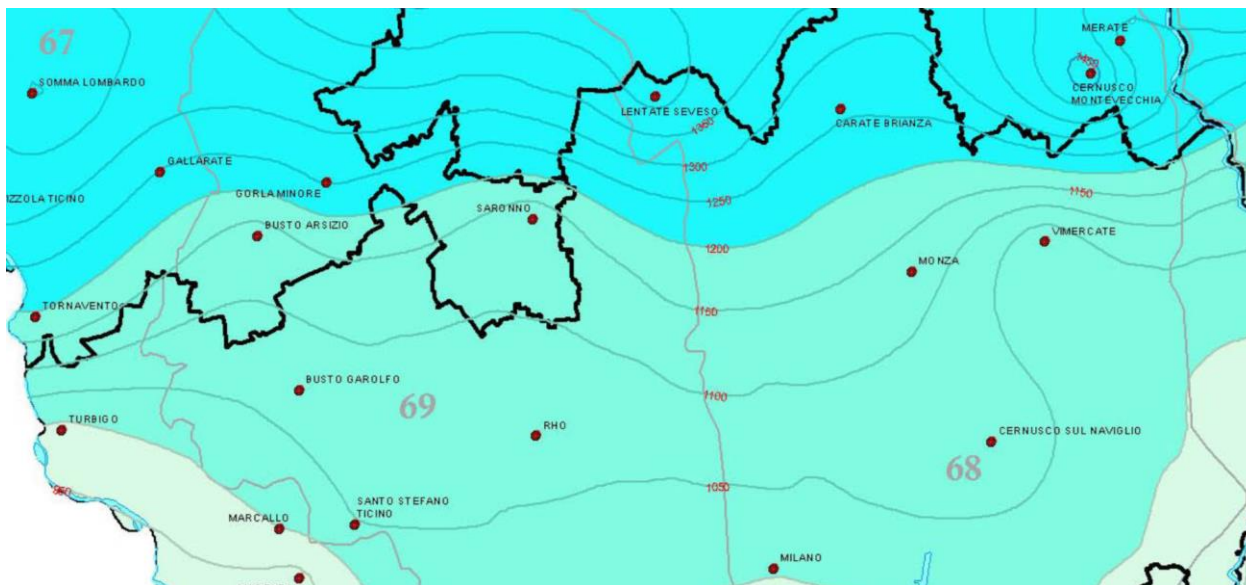 67
MERATE
SOMMA LOMBARDO
CERNUSCO
MONTEVECCHIA
LENTATE SEVESO
CARATE BRIANZA
1300
GALLARATE
GORLA MINORE
IZZOLA TICINO
1150
1250
SARONNO
BUSTO ARSIZIO
VIMERCATE
1200
MONZA
TORNAVENTO
1150
BUSTO GAROLFO
1100
69
TURBIGO
RHO
CERNUSCO SUL NAVIGLIO
68
1050
SANTO STEFANO
TICINO
MARCALLO
MILANO